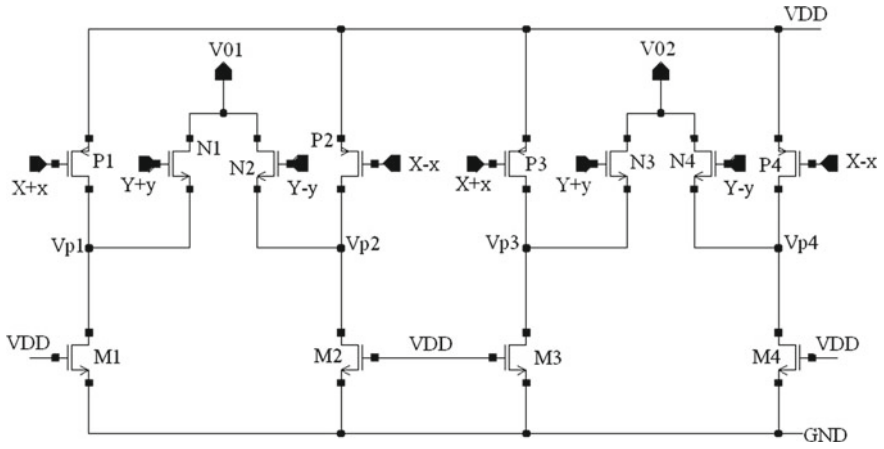 VDD
V01
V02
P1
N1
N2
P2
P3
N3
N4
P4
X+x
Y+y
Y-y
X-x
X+x
Y+y
Y-y
X-x
Vp1
Vp2
Vp3
Vp4
VDD
M1
M2
VDD
M3
M4
VDD
GND